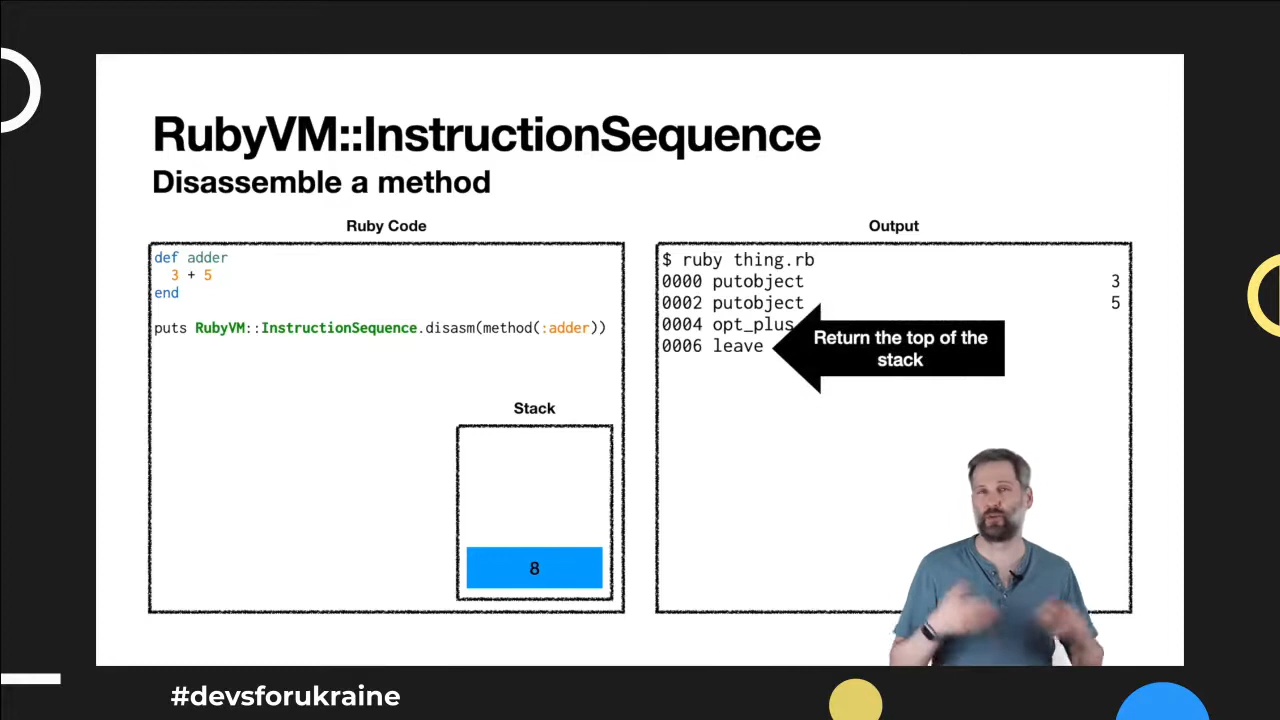 RubyVM::InstructionSequence
Disassemble a method
Ruby Code
def adder
3 + 5
end
puts RubyVM::InstructionSequence.disasm(method(:adder))
Stack
8
Output
$ ruby thing.rb
0000 putobject 3
0002 putobject 5
0004 opt_plus
0006 leave
Return the top of the
stack
#devsforukraine